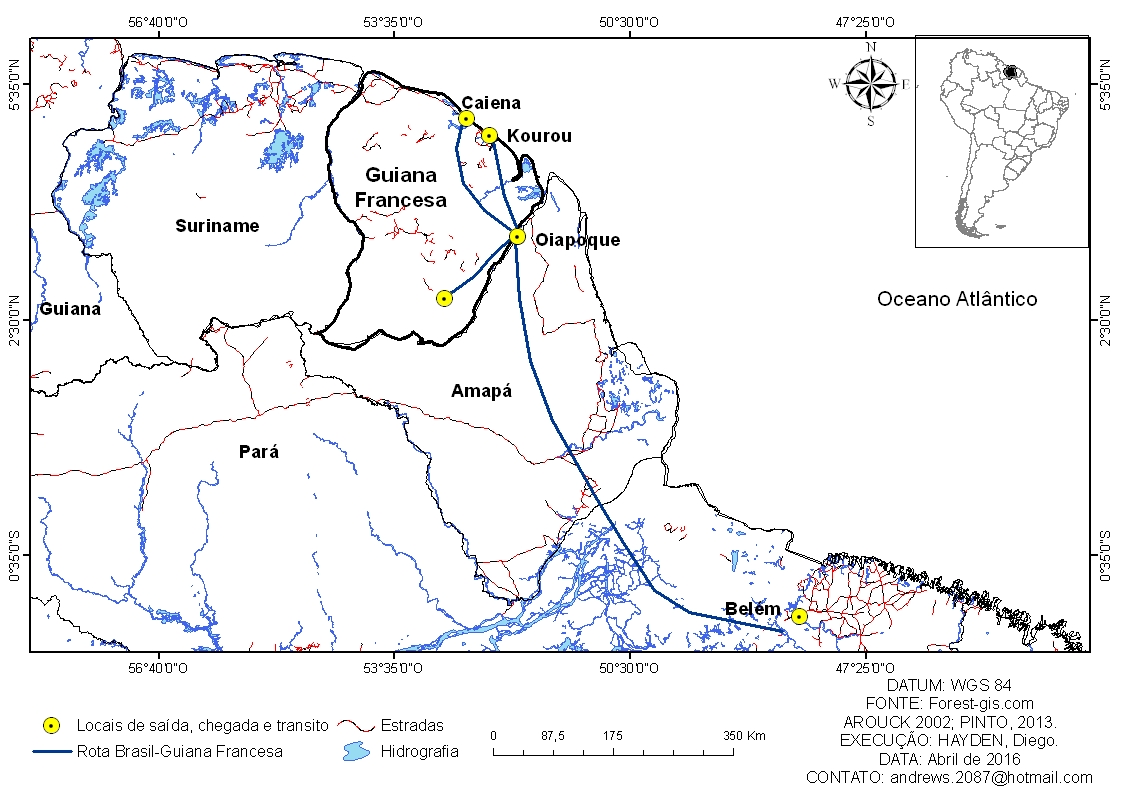 56°40'0"O 53°35'0"O 50°30'0"O 47°25'0"O
5°35'0"N
5°35'0"N
N
W E
S
Caiena
Kourou
Guiana
Francesa
Suriname
Oiapoque
Guiana
Oceano Atlântico
2°30'0"N
2°30'0"N
Amapá
Pará
0°35'0"S
0°35'0"S
Belém
56°40'0"O 53°35'0"O 50°30'0"O 47°25'0"O
DATUM: WGS 84
FONTE: Forest-gis.com
AROUCK 2002; PINTO, 2013.
EXECUÇÃO: HAYDEN, Diego.
DATA: Abril de 2016
CONTATO: andrews.2087@hotmail.com
Locais de saída, chegada e transito Estradas
Rota Brasil-Guiana Francesa Hidrografia
0 87,5 175 350 Km